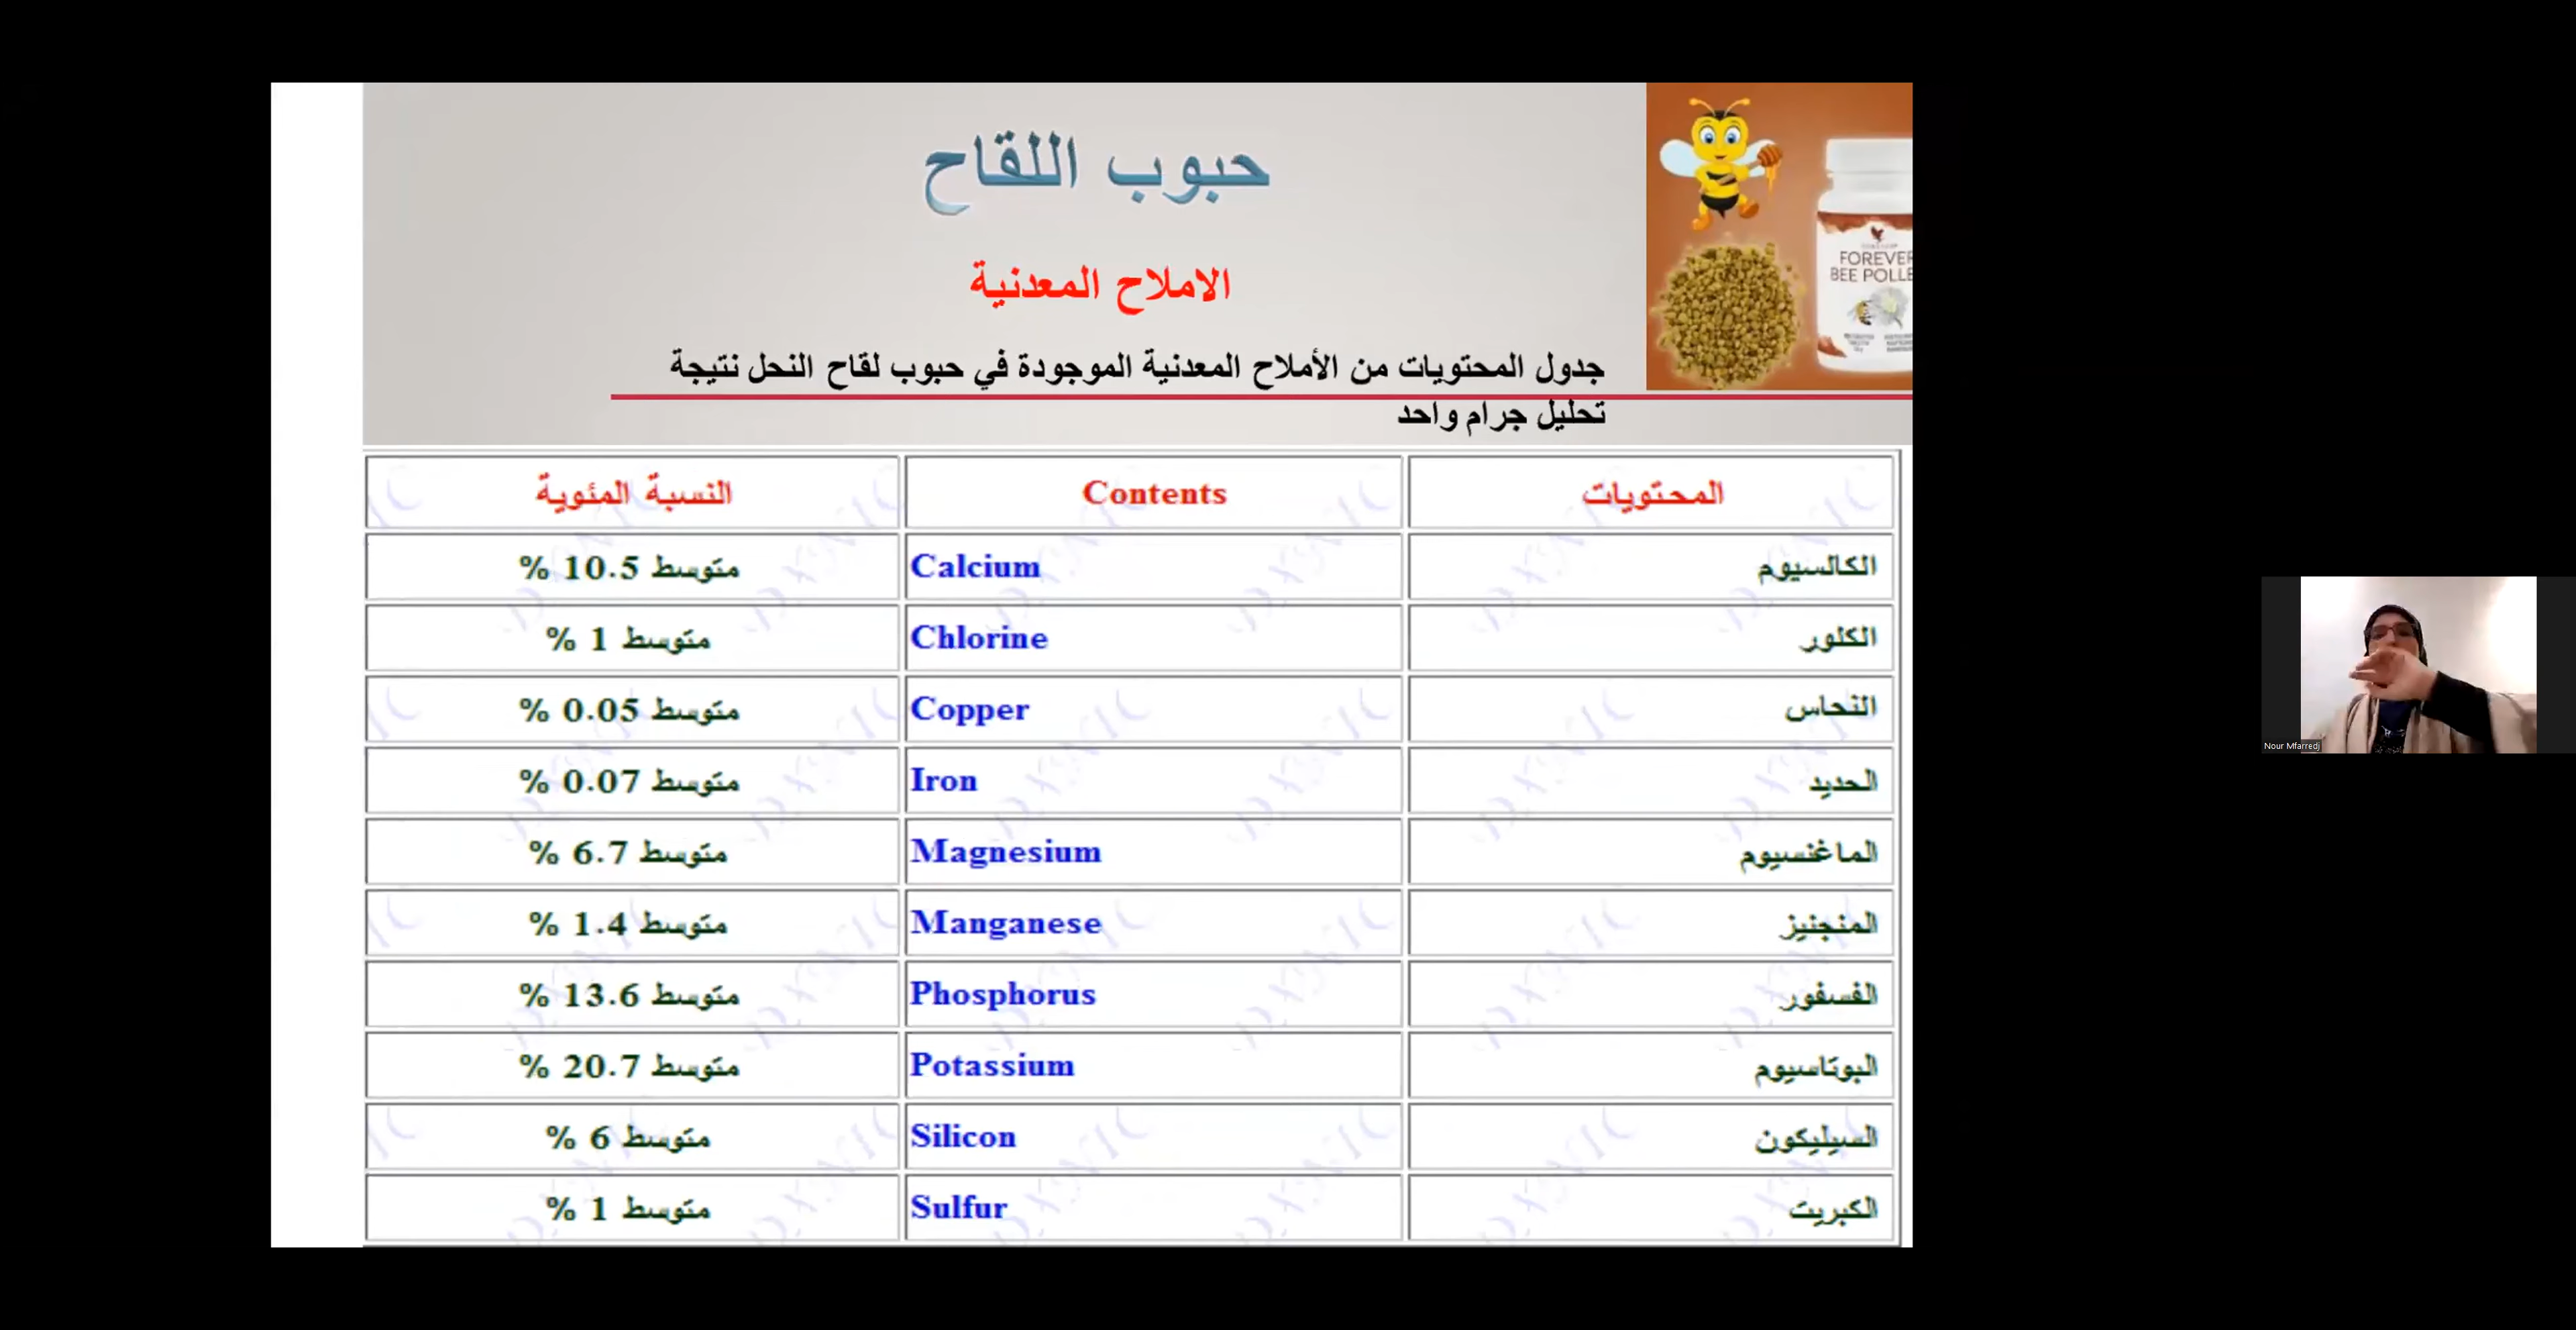 حبوب اللقاح
الاملاح المعدنية
جدول المحتويات من الأملاح المعدنية الموجودة في حبوب لقاح النحل نتيجة
تحليل جرام واحد
FOREVER
BEE POLLE
المحتويات Contents النسبة المئوية
الكالسيوم Calcium متوسط 10.5 %
الكلور Chlorine متوسط 1 %
النحاس Copper متوسط 0.05 %
الحديد Iron متوسط 0.07 %
الماغنسيوم Magnesium متوسط 6.7 %
المنجنيز Manganese متوسط 1.4 %
الفسفور Phosphorus متوسط 13.6 %
البوتاسيوم Potassium متوسط 20.7 %
السيليكون Silicon متوسط 6 %
الكبريت Sulfur متوسط 1 %
Nour Mfarredj